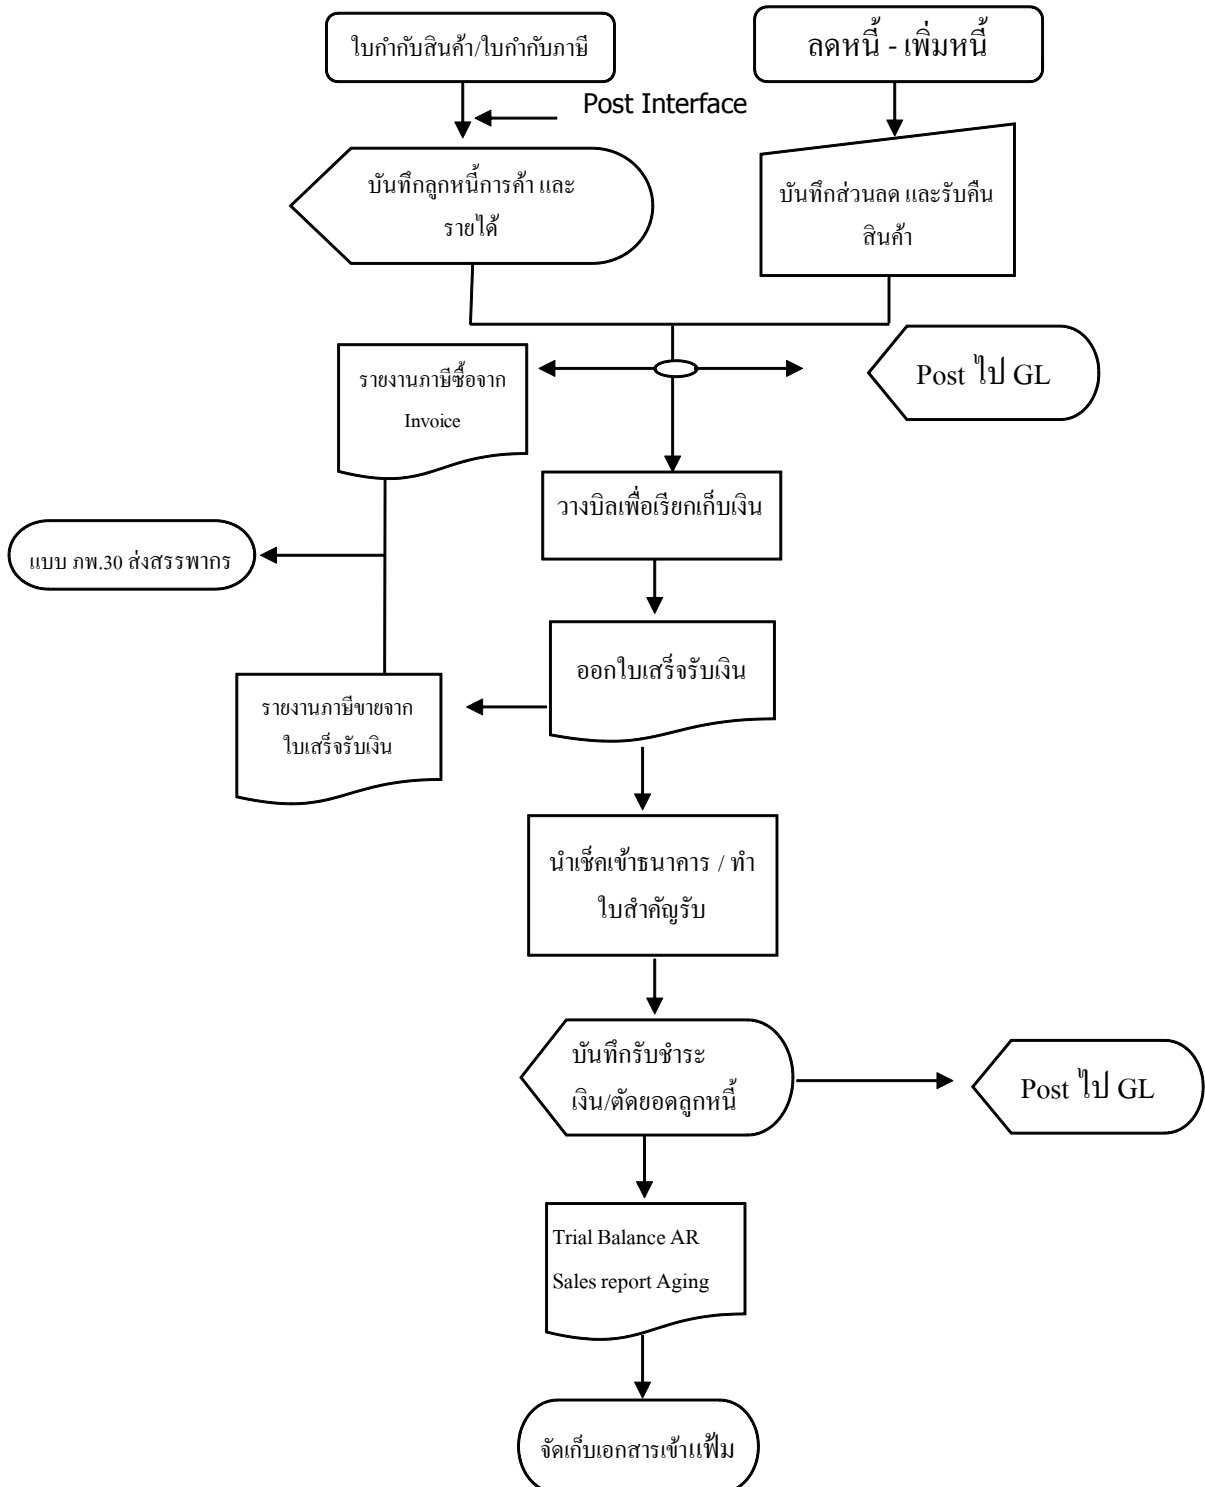 ใบกำกับสินค้า/ใบกำกับภาษี
ลดหนี้ - เพิ่มหนี้
Post Interface
บันทึกลูกหนี้การค้า และ
รายได้
บันทึกส่วนลด และรับคืน
สินค้า
รายงานภาษีซื้อจาก
Invoice
Post ไป GL
วางบิลเพื่อเรียกเก็บเงิน
แบบ ภพ.30 ส่งสรรพากร
ออกใบเสร็จรับเงิน
รายงานภาษีขายจาก
ใบเสร็จรับเงิน
นำเช็คเข้าธนาคาร / ทำ
ใบสำคัญรับ
บันทึกรับชำระ
เงิน/ตัดยอดลูกหนี้
Post ไป GL
Trial Balance AR
Sales report Aging
จัดเก็บเอกสารเข้าแฟ้ม